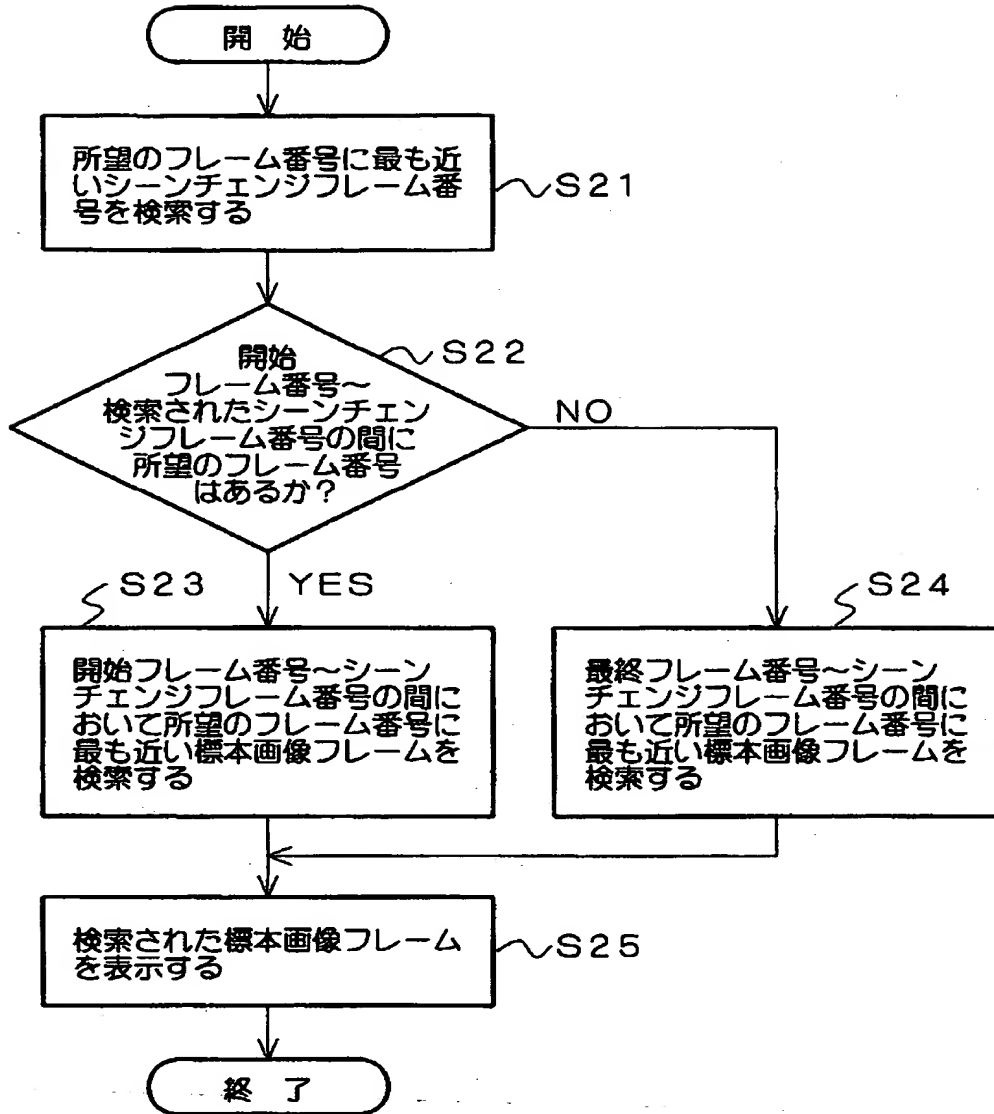 開 始
所望のフレーム番号に最も近
いシーンチェンジフレーム番
号を検索する
S21
開始
フレーム番号～
検索されたシーンチェン
ジフレーム番号の間に
所望のフレーム番号
はあるか？
S22
NO
YES
S23
開始フレーム番号～シーン
チェンジフレーム番号の間に
おいて所望のフレーム番号に
最も近い標本画像フレームを
検索する
S24
最終フレーム番号～シーン
チェンジフレーム番号の間に
おいて所望のフレーム番号に
最も近い標本画像フレームを
検索する
検索された標本画像フレーム
を表示する
S25
終 了